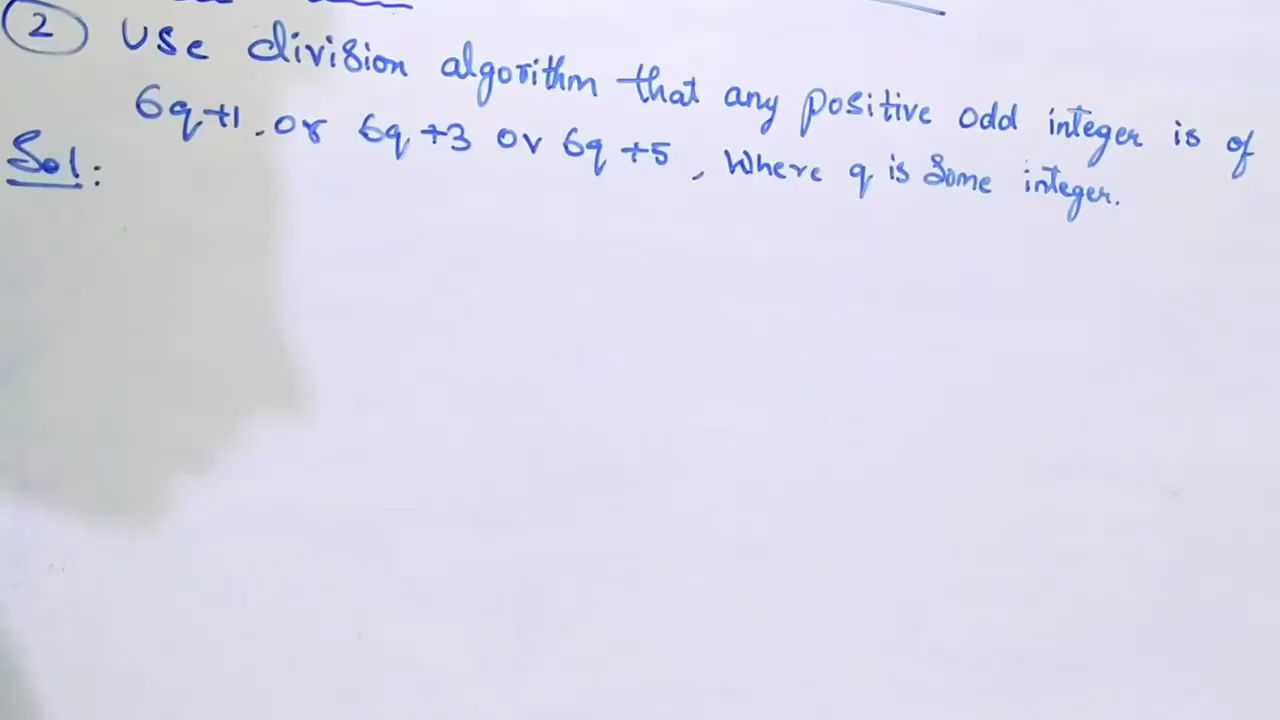 2 Use division algorithm that any positive odd integer is of
6q+1, or 6q+3 or 6q+5, where q is some integer.
Sol: